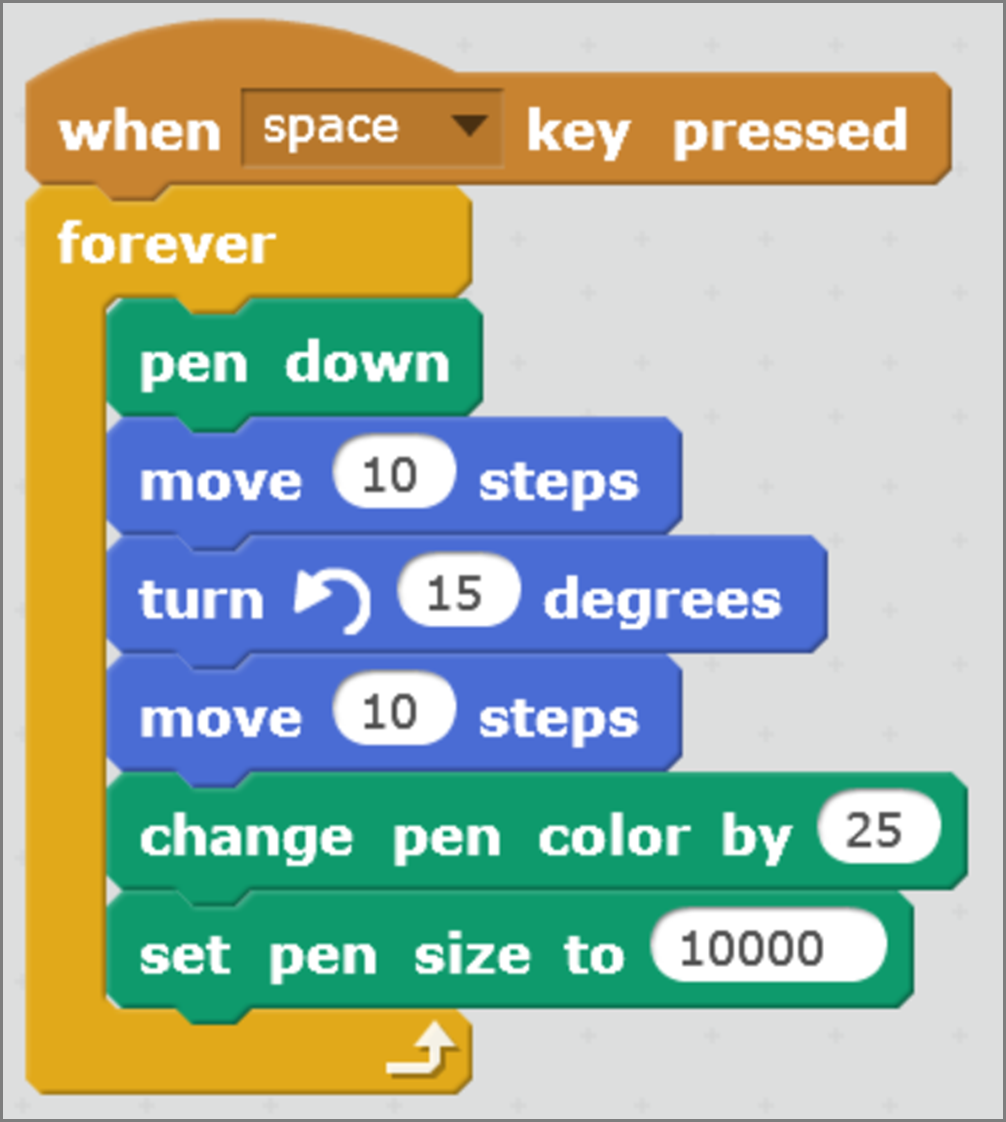 when space key pressed
forever
pen down
move 10 steps
turn 15 degrees
move 10 steps
change pen color by 25
set pen size to 10000